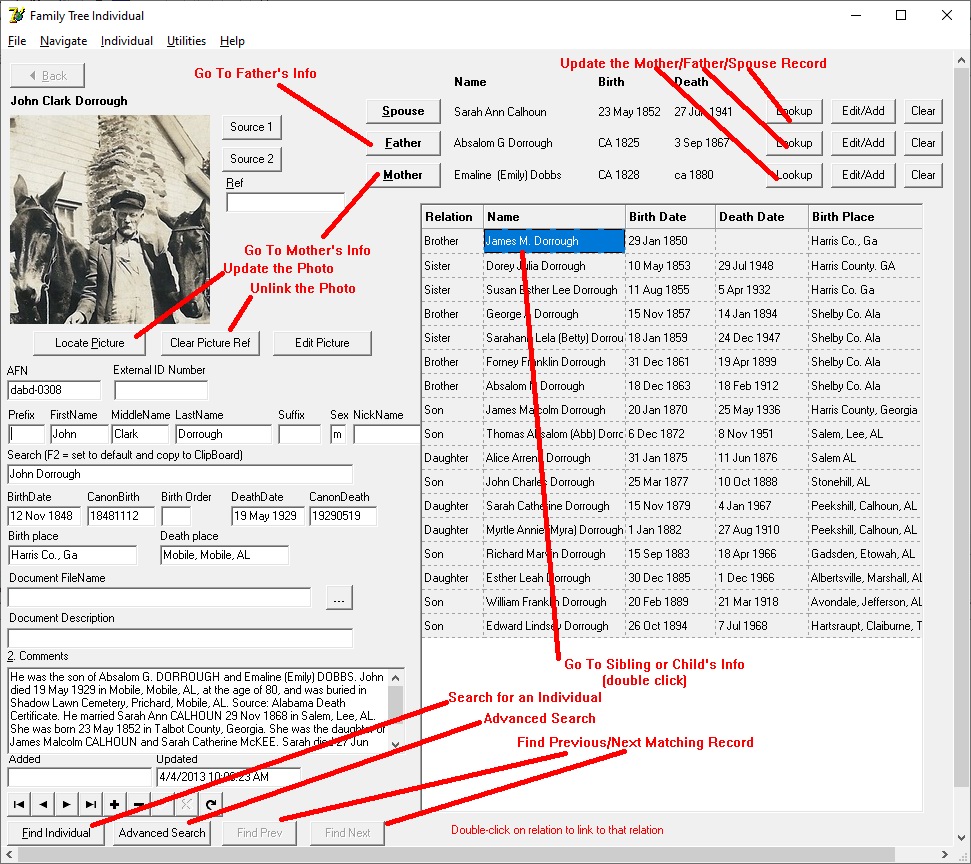 Family Tree Individual
File Navigate Individual Utilities Help
Back
Go To Father's Info
Update the Mother/Father/Spouse Record
Name Birth Death
John Clark Dorrough
Spouse Sarah Ann Calhoun 23 May 1852 27 Jun 1941 Lookup Edit/Add Clear
Source 1
Father Absalom G Dorrough CA 1825 3 Sep 1867 Lookup Edit/Add Clear
Source 2
Mother Emaline (Emily) Dobbs CA 1828 ca 1880 Lookup Edit/Add Clear
Ref
Go To Mother's Info
Update the Photo
Unlink the Photo
Locate Picture Clear Picture Ref Edit Picture
Relation Name Birth Date Death Date Birth Place
Brother James M. Dorrough 29 Jan 1850 Harris Co., Ga
Sister Dorey Julia Dorrough 10 May 1853 29 Jul 1948 Harris County. GA
Sister Susan Esther Lee Dorrough 11 Aug 1855 5 Apr 1932 Harris Co. Ga
Brother George Dorrough 15 Nov 1857 14 Jan 1894 Shelby Co. Ala
Sister Sarahann Lela (Betty) Dorrou 18 Jan 1859 24 Dec 1947 Shelby Co. Ala
Brother Forney Franklin Dorrough 31 Dec 1861 19 Apr 1899 Shelby Co. Ala
Brother Absalom Dorrough 18 Dec 1863 18 Feb 1912 Shelby Co. Ala
Son James Malcolm Dorrough 20 Jan 1870 25 May 1936 Harris County, Georgia
Son Thomas Absalom (Abb) Dorrc 6 Dec 1872 8 Nov 1951 Salem, Lee, AL
Daughter Alice Arrena Dorrough 31 Jan 1875 11 Jun 1876 Salem AL
Son John Charles Dorrough 25 Mar 1877 10 Oct 1888 Stonehill, AL
Daughter Sarah Catherine Dorrough 15 Nov 1879 4 Jan 1967 Peekshill, Calhoun, AL
Daughter Myrtle Annie (Myra) Dorrough 1 Jan 1882 27 Aug 1910 Peekshill, Calhoun, AL
Son Richard Marvin Dorrough 15 Sep 1883 18 Apr 1966 Gadsden, Etowah, AL
Daughter Esther Leah Dorrough 30 Dec 1885 1 Dec 1966 Albertsville, Marshall, AL
Son William Franklin Dorrough 20 Feb 1889 21 Mar 1918 Avondale, Jefferson, AL
Son Edward Lindsey Dorrough 26 Oct 1894 7 Jul 1968 Hartsraupt, Claiburne, T
AFN External ID Number
dabd-0308
Prefix FirstName MiddleName LastName Suffix Sex NickName
John Clark Dorrough m
Search (F2 = set to default and copy to ClipBoard)
John Dorrough
BirthDate CanonBirth Birth Order DeathDate CanonDeath
12 Nov 1848 18481112 19 May 1929 19290519
Birth place Death place
Harris Co., Ga Mobile, Mobile, AL
Document FileName
...
Document Description
2. Comments
He was the son of Absalom G. DORROUGH and Emaline (Emily) DOBBS. John
died 19 May 1929 in Mobile, Mobile, AL, at the age of 80, and was buried in
Shadow Lawn Cemetery, Prichard, Mobile, AL. Source: Alabama Death
Certificate. He married Sarah Ann CALHOUN 29 Nov 1868 in Salem, Lee, AL.
She was born 23 May 1852 in Talbot County, Georgia. She was the daughter of
James Malcolm CALHOUN and Sarah Catherine McKEE. Sarah died 27 Jun
Go To Sibling or Child's Info
(double click)
Search for an Individual
Advanced Search
Find Previous/Next Matching Record
Added Updated
4/4/2013 AM
Find Individual Advanced Search Find Prev Find Next
Double-click on relation to link to that relation